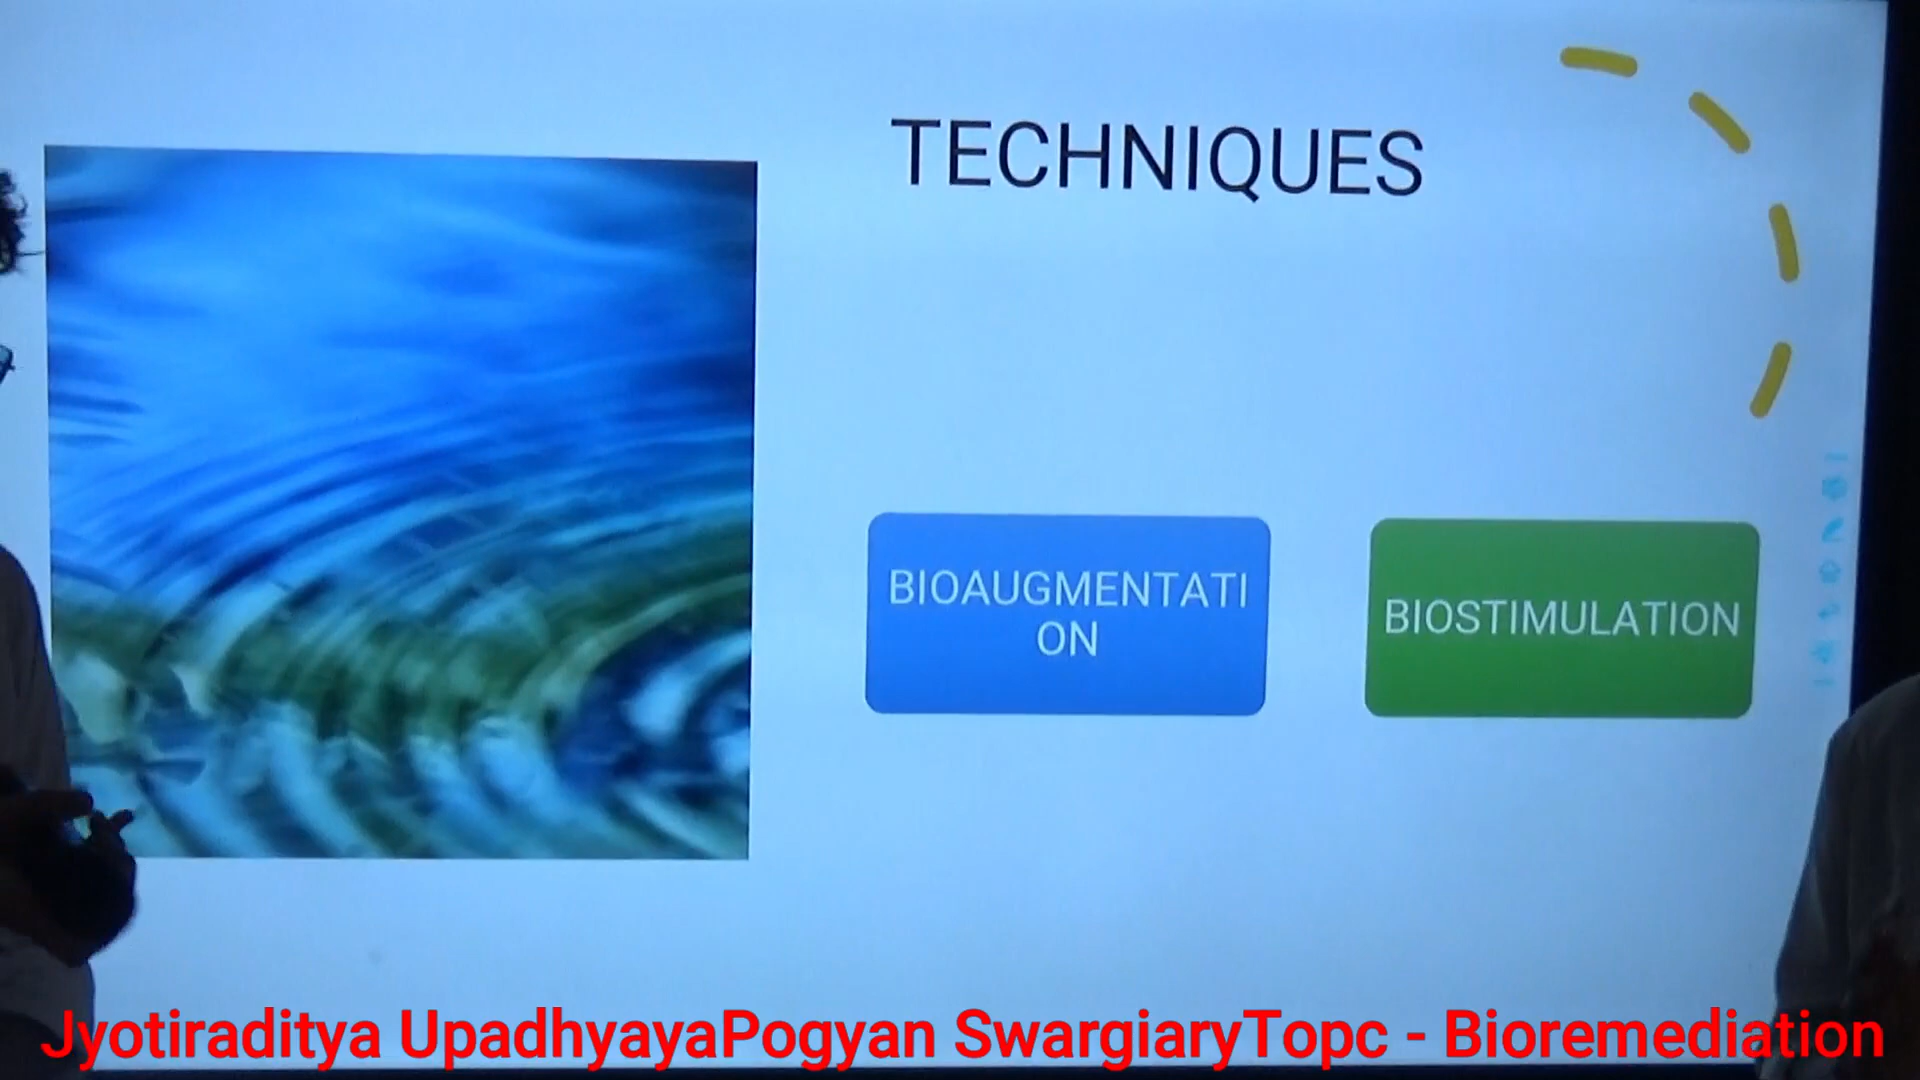 TECHNIQUES
BIOAUGMENTATI
ON
BIOSTIMULATION
Jyotiraditya UpadhyayaPogyan SwargiaryTopc - Bioremediation